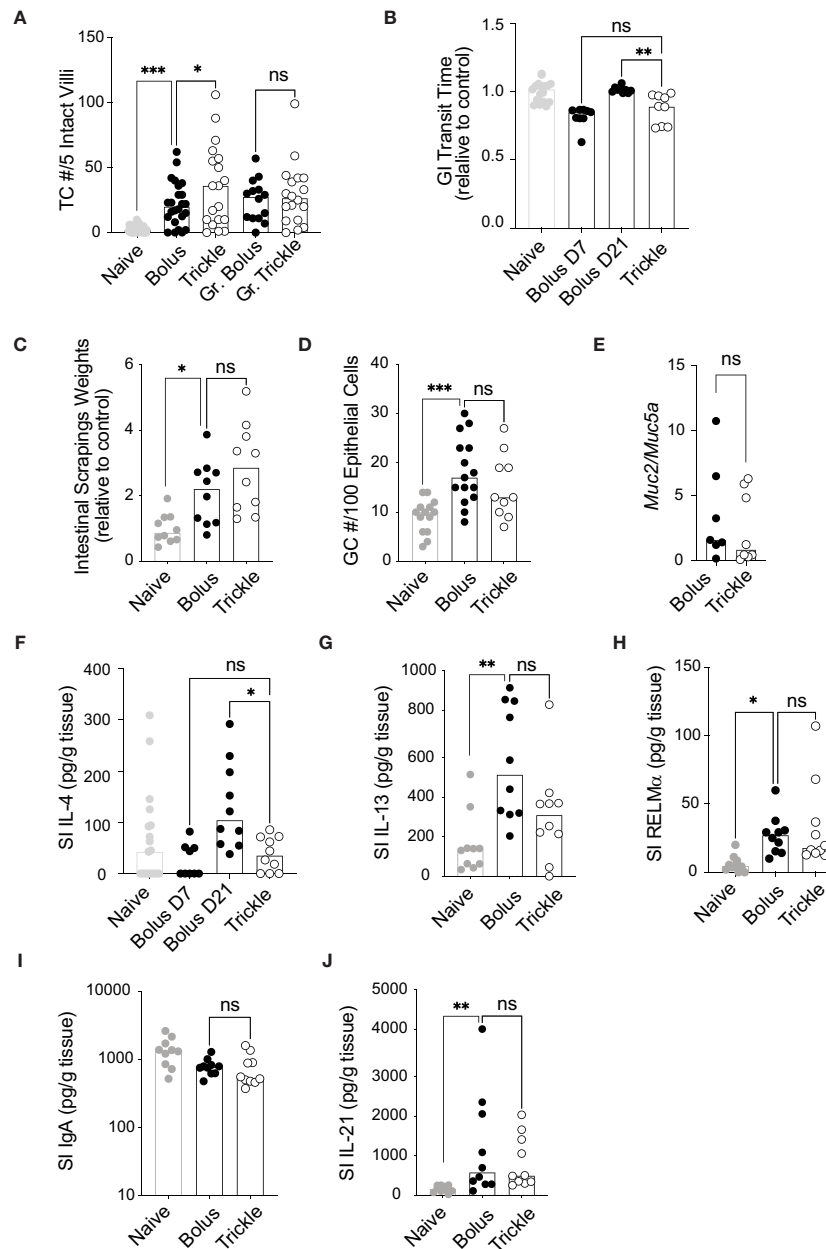 A
TC #/5 Intact Villi
150
100
50
0
***
*
ns
Naive
Bolus
Trickle
Gr. Bolus
Gr. Trickle
B
GI Transit Time
(relative to control)
1.5
1.0
1.0
0.0
ns
**
Naive
Bolus D7
Bolus D21
Trickle
C
Intestinal Scrapings Weights
(relative to control)
6
4
2
0
*
ns
Naive
Bolus
Trickle
D
GC #/100 Epithelial Cells
40
30
20
10
0
***
ns
Naive
Bolus
Trickle
E
Muc2/Muc5a
15
10
5
0
ns
Bolus
Trickle
F
SI IL-4 (pg/g tissue)
400
300
200
100
0
ns
*
Naive
Bolus D7
Bolus D21
Trickle
G
SI IL-13 (pg/g tissue)
1000
800
600
400
200
0
**
ns
Naive
Bolus
Trickle
H
SI RELMα (pg/g tissue)
150
100
50
0
*
ns
Naive
Bolus
Trickle
I
SI IgA (pg/g tissue)
10000
1000
100
10
ns
Naive
Bolus
Trickle
J
SI IL-21 (pg/g tissue)
5000
4000
3000
2000
1000
0
**
ns
Naive
Bolus
Trickle